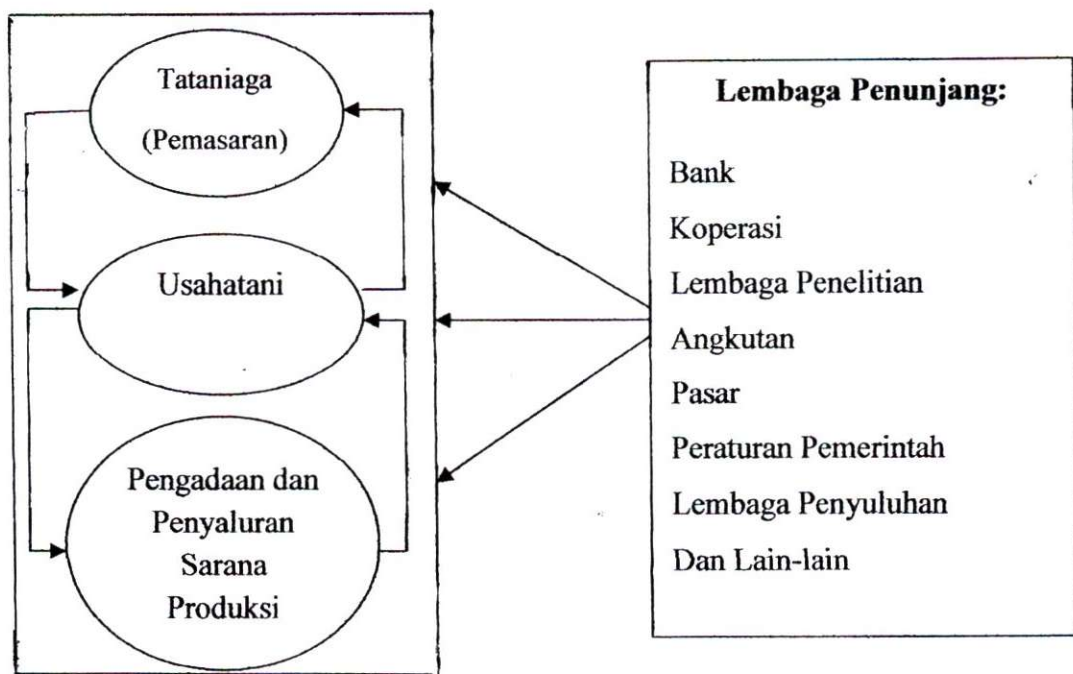 Tataniaga
(Pemasaran)
Usahatani
Pengadaan dan
Penyaluran
Sarana
Produksi
Lembaga Penunjang:
Bank
Koperasi
Lembaga Penelitian
Angkutan
Pasar
Peraturan Pemerintah
Lembaga Penyuluhan
Dan Lain-lain